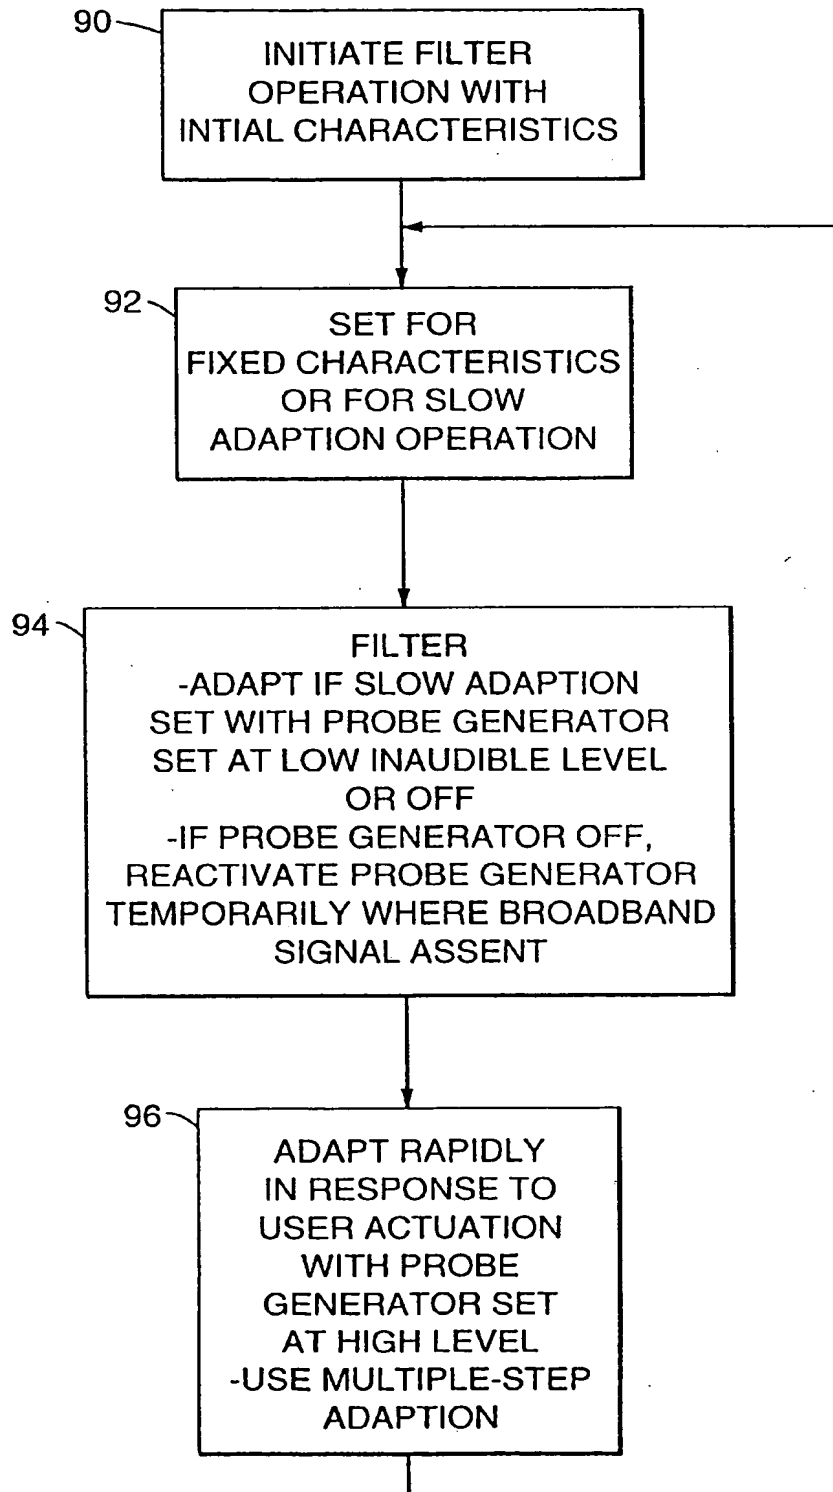 90
INITIATE FILTER
OPERATION WITH
INTIAL CHARACTERISTICS
92
SET FOR
FIXED CHARACTERISTICS
OR FOR SLOW
ADAPTION OPERATION
94
FILTER
-ADAPT IF SLOW ADAPTION
SET WITH PROBE GENERATOR
SET AT LOW INAUDIBLE LEVEL
OR OFF
-IF PROBE GENERATOR OFF,
REACTIVATE PROBE GENERATOR
TEMPORARILY WHERE BROADBAND
SIGNAL ASSENT
96
ADAPT RAPIDLY
IN RESPONSE TO
USER ACTUATION
WITH PROBE
GENERATOR SET
AT HIGH LEVEL
-USE MULTIPLE-STEP
ADAPTION